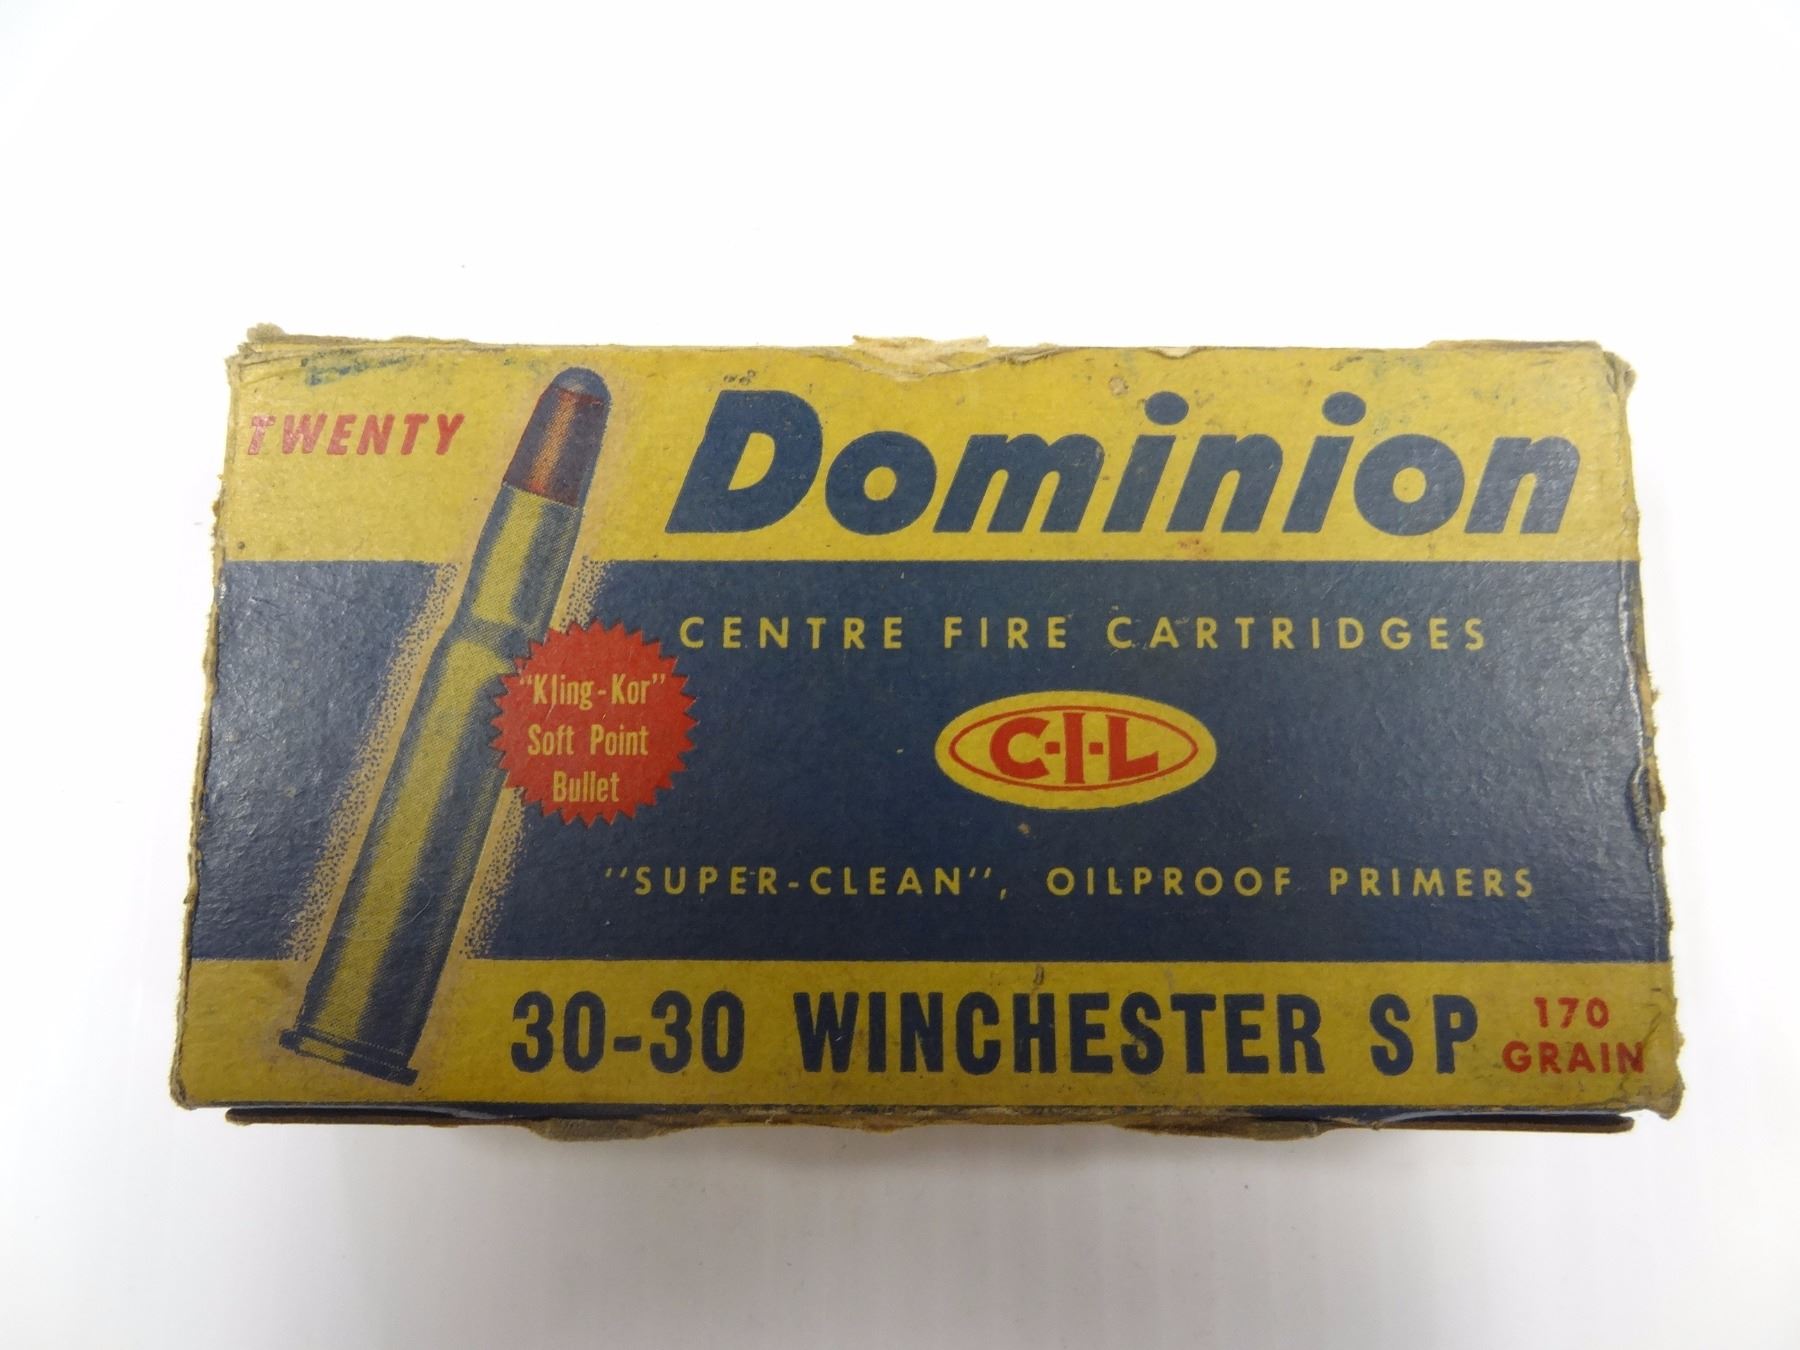 TWENTY
Dominion
CENTRE FIRE CARTRIDGES
"Kling-Kor"
Soft Point
Bullet
C-I-L
"SUPER-CLEAN", OILPROOF PRIMERS
30-30 WINCHESTER SP
170
GRAIN